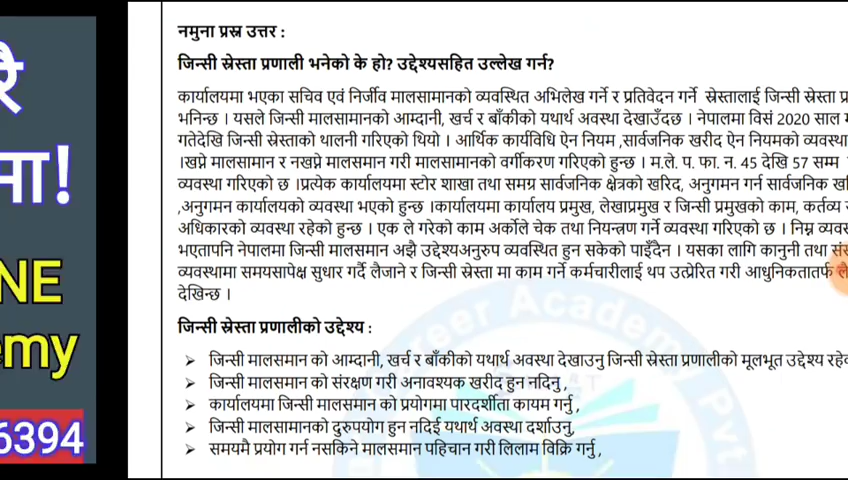 रै
मा!
NE
emy
6394
नमुना प्रस्न उत्तर :
जिन्सी स्रेस्ता प्रणाली भनेको के हो? उद्देश्यसहित उल्लेख गर्न?
कार्यालयमा भएका सचिव एवं निर्जीव मालसामानको व्यवस्थित अभिलेख गर्ने र प्रतिवेदन गर्ने स्रेस्तालाई जिन्सी स्रेस्ता
भनिन्छ । यसले जिन्सी मालसामानको आम्दानी, खर्च र बाँकीको यथार्थ अवस्था देखाउँदछ । नेपालमा विसं 2020 साल
गतेदेखि जिन्सी स्रेस्ताको थालनी गरिएको थियो । आर्थिक कार्यविधि ऐन नियम ,सार्वजनिक खरीद ऐन नियमको व्यवस्था
।खप्ने मालसामान र नखप्ने मालसमान गरी मालसामानको वर्गीकरण गरिएको हुन्छ । म.ले. प. फा. न. 45 देखि 57 सम्म
व्यवस्था गरिएको छ ।प्रत्येक कार्यालयमा स्टोर शाखा तथा समग्र सार्वजनिक क्षेत्रको खरिद, अनुगमन गर्न सार्वजनिक
,अनुगमन कार्यालयको व्यवस्था भएको हुन्छ ।कार्यालयमा कार्यालय प्रमुख, लेखाप्रमुख र जिन्सी प्रमुखको काम, कर्तव्य
अधिकारको व्यवस्था रहेको हुन्छ । एक ले गरेको काम अर्कोले चेक तथा नियन्त्रण गर्ने व्यवस्था गरिएको छ । निम्न
भएतापनि नेपालमा जिन्सी मालसमान अझै उद्देश्यअनुरुप व्यवस्थित हुन सकेको पाइँदैन । यसका लागि कानुनी तथा
व्यवस्थामा समयसापेक्ष सुधार गर्दै लैजाने र जिन्सी स्रेस्ता मा काम गर्ने कर्मचारीलाई थप उत्प्रेरित गरी आधुनिकतातर्फ
देखिन्छ ।
जिन्सी स्रेस्ता प्रणालीको उद्देश्य :
➢ जिन्सी मालसमान को आम्दानी, खर्च र बाँकीको यथार्थ अवस्था देखाउनु जिन्सी स्रेस्ता प्रणालीको मूलभूत उद्देश्य
➢ जिन्सी मालसमान को संरक्षण गरी अनावश्यक खरीद हुन नदिनु ,
➢ कार्यालयमा जिन्सी मालसमान को प्रयोगमा पारदर्शीता कायम गर्नु,
➢ जिन्सी मालसामानको दुरुपयोग हुन नदिई यथार्थ अवस्था दर्शाउनु,
➢ समयमै प्रयोग गर्न नसकिने मालसमान पहिचान गरी लिलाम विक्रि गर्नु ,